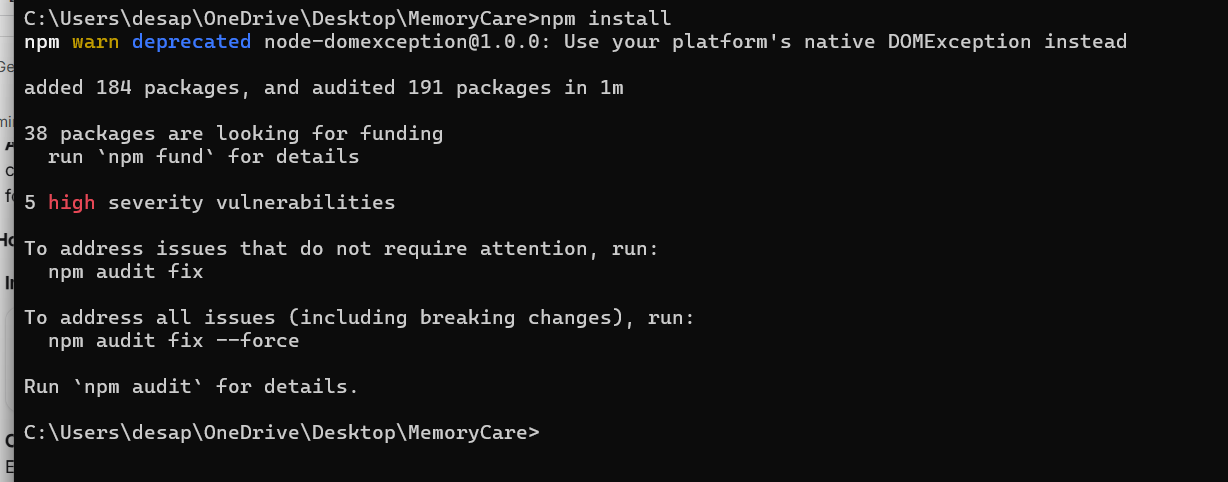 C:\Users\desap\OneDrive\Desktop\MemoryCare>npm install
npm warn deprecated node-domexception@1.0.0: Use your platform's native DOMException instead
added 184 packages, and audited 191 packages in 1m
38 packages are looking for funding
  run `npm fund` for details
5 high severity vulnerabilities
To address issues that do not require attention, run:
  npm audit fix
To address all issues (including breaking changes), run:
  npm audit fix --force
Run `npm audit` for details.
C:\Users\desap\OneDrive\Desktop\MemoryCare>